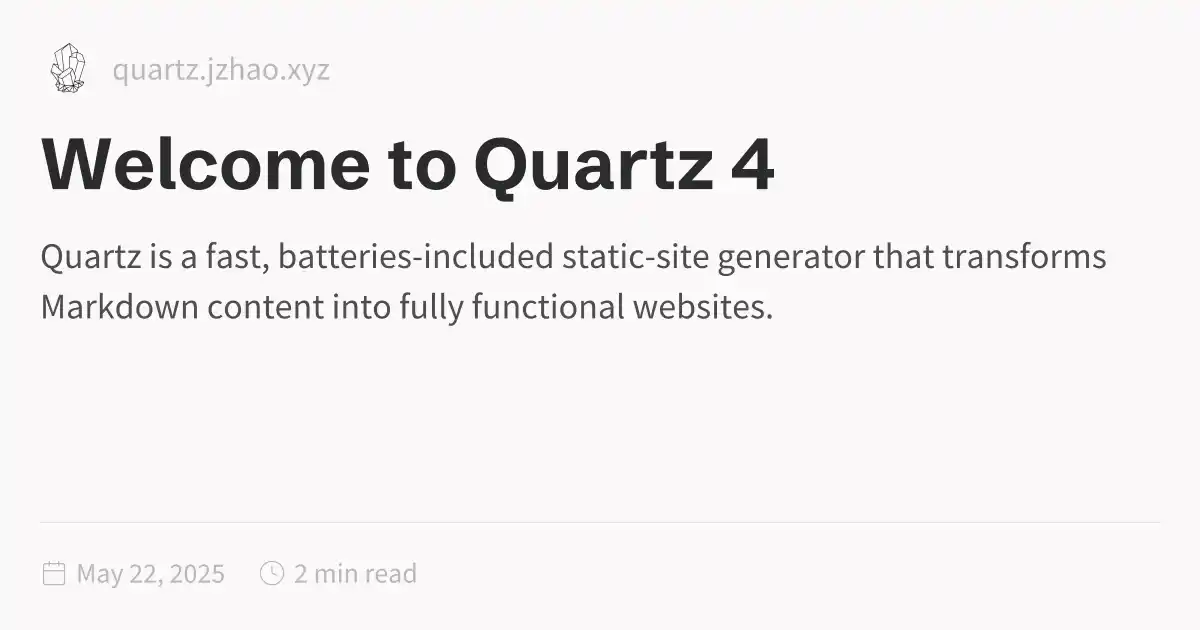 quartz.jzhao.xyz
Welcome to Quartz 4
Quartz is a fast, batteries-included static-site generator that transforms
Markdown content into fully functional websites.
May 22, 2025 2 min read